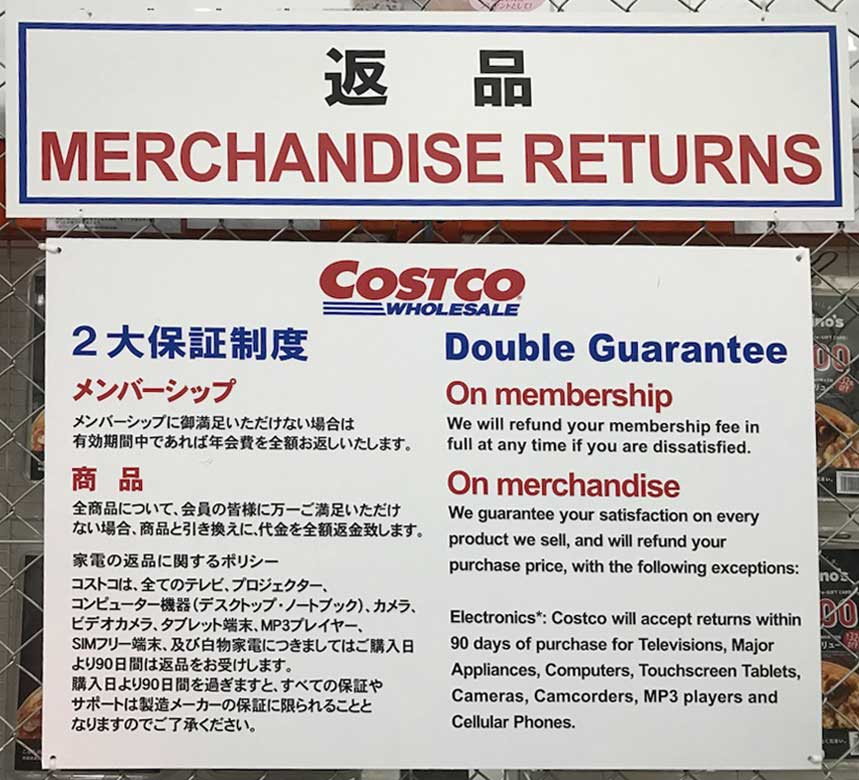 返 品
MERCHANDISE RETURNS
COSTCO
WHOLESALE
2大保証制度
メンバーシップ
メンバーシップに御満足いただけない場合は
有効期間中であれば年会費を全額お返しいたします。
商 品
全商品について、会員の皆様に万一ご満足いただけ
ない場合、商品と引き換えに、代金を全額返金致します。
家電の返品に関するポリシー
コストコは、全てのテレビ、プロジェクター、
コンピューター機器(デスクトップ・ノートブック)、カメラ、
ビデオカメラ、タブレット端末、MP3プレイヤー、
SIMフリー端末、及び白物家電につきましてはご購入日
より90日間は返品をお受けします。
購入日より90日間を過ぎますと、すべての保証や
サポートは製造メーカーの保証に限られることと
なりますのでご了承ください。
Double Guarantee
On membership
We will refund your membership fee in
full at any time if you are dissatisfied.
On merchandise
We guarantee your satisfaction on every
product we sell, and will refund your
purchase price, with the following exceptions:
Electronics*: Costco will accept returns within
90 days of purchase for Televisions, Major
Appliances, Computers, Touchscreen Tablets,
Cameras, Camcorders, MP3 players and
Cellular Phones.